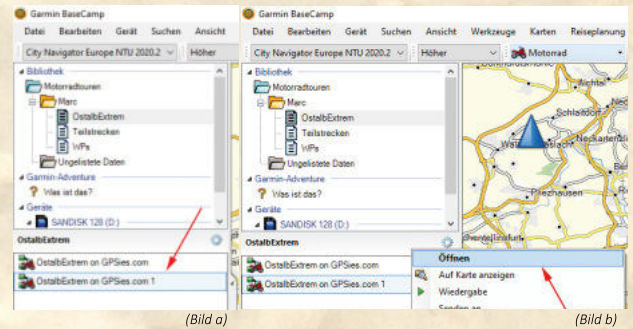 Garmin BaseCamp
Datei Bearbeiten Gerät Suchen Ansicht
City Navigator Europe NTU 2020.2 Höher
Bibliothek
Motorradtouren
Marc
OstalbExtrem
Teilstrecken
WPs
Ungelistete Daten
Garmin-Adventure
? Was ist das?
Geräte
SANDISK 128 (D:)
OstalbExtrem
OstalbExtrem on GPSies.com
OstalbExtrem on GPSies.com 1
(Bild a)
Garmin BaseCamp
Datei Bearbeiten Gerät Suchen Ansicht Werkzeuge Karten Reiseplanung
City Navigator Europe NTU 2020.2 Höher Motorrad
Bibliothek
Motorradtouren
Marc
OstalbExtrem
Teilstrecken
WPs
Ungelistete Daten
Garmin-Adventure
? Was ist das?
Geräte
SANDISK 128 (D:)
OstalbExtrem
OstalbExtrem on GPSies.com
OstalbExtrem on GPSies.com 1
Schlaitdorf
Pliezhausen
Öffnen
Auf Karte anzeigen
Wiedergabe
Senden an
(Bild b)